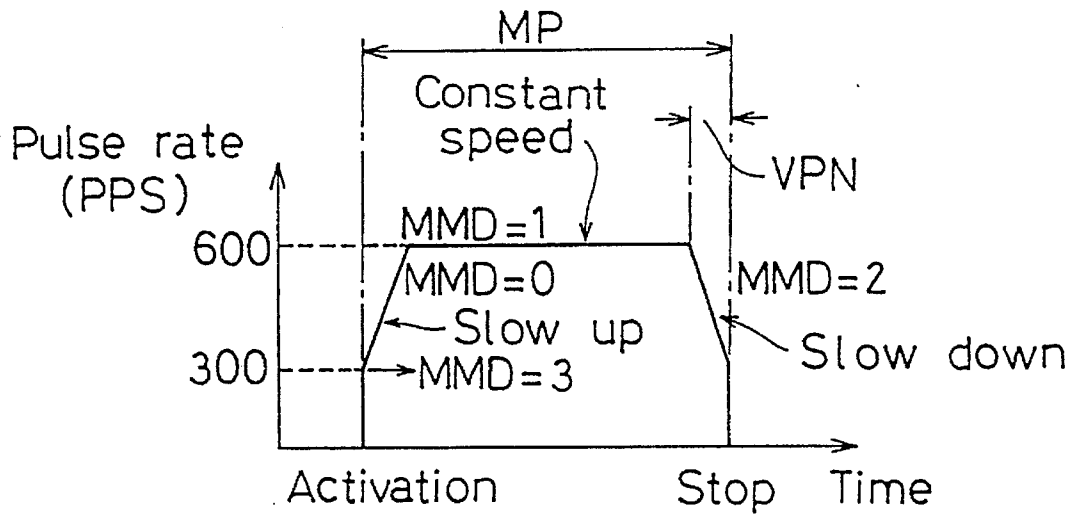 MP
Constant
speed
VPN
Pulse rate
(PPS)
600
MMD=1
MMD=0
MMD=2
Slow up
Slow down
300
MMD=3
Activation
Stop
Time